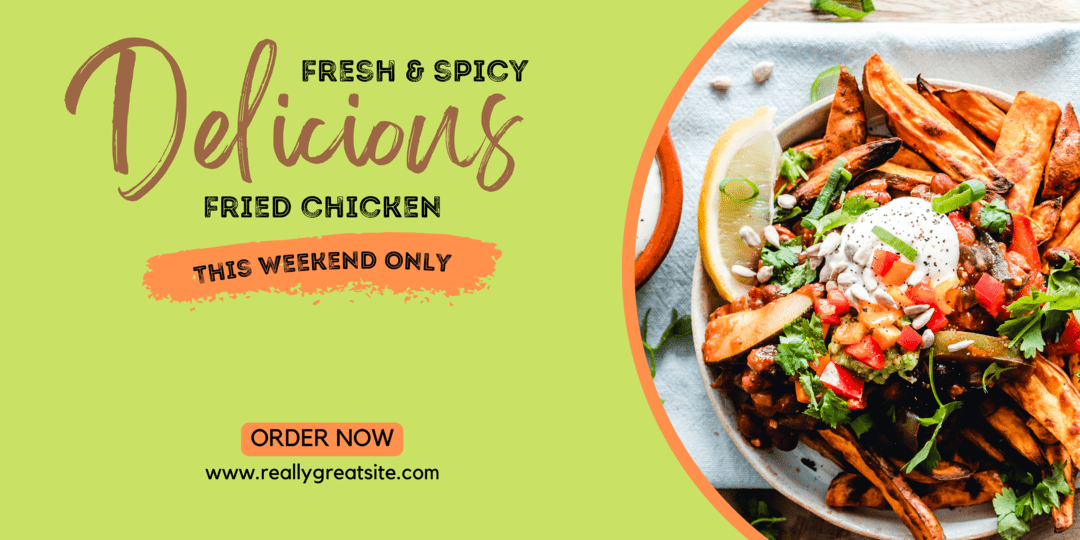 FRESH & SPICY
Delicious
FRIED CHICKEN
THIS WEEKEND ONLY
ORDER NOW
www.reallygreatsite.com